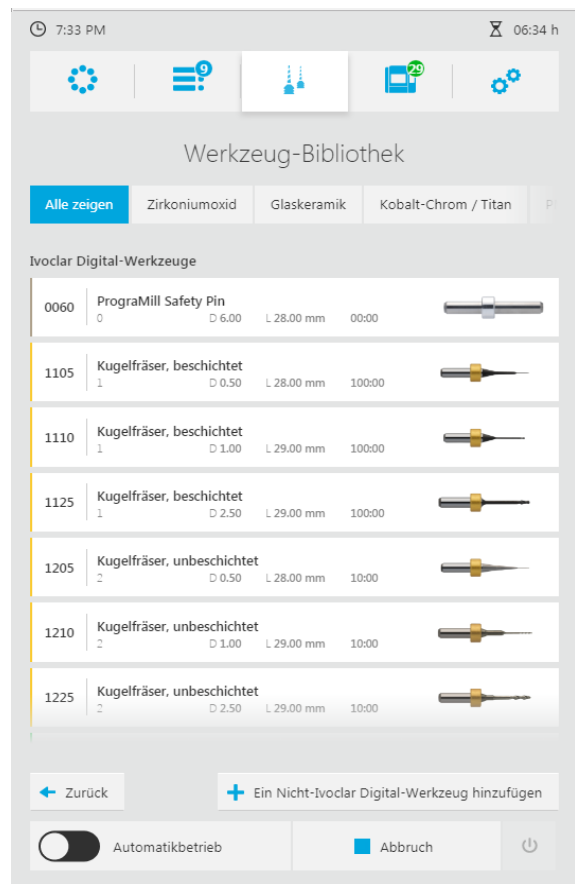 7:33 PM
06:34 h
9
29
Werkzeug-Bibliothek
Alle zeigen
Zirkoniumoxid
Glaskeramik
Kobalt-Chrom / Titan
Ivoclar Digital-Werkzeuge
0060
PrograMill Safety Pin
0 D 6.00 L 28.00 mm 00:00
1105
Kugelfräser, beschichtet
1 D 0.50 L 28.00 mm 100:00
1110
Kugelfräser, beschichtet
1 D 1.00 L 29.00 mm 100:00
1125
Kugelfräser, beschichtet
1 D 2.50 L 29.00 mm 100:00
1205
Kugelfräser, unbeschichtet
2 D 0.50 L 28.00 mm 10:00
1210
Kugelfräser, unbeschichtet
2 D 1.00 L 29.00 mm 10:00
1225
Kugelfräser, unbeschichtet
2 D 2.50 L 29.00 mm 10:00
Zurück
Ein Nicht-Ivoclar Digital-Werkzeug hinzufügen
Automatikbetrieb
Abbruch